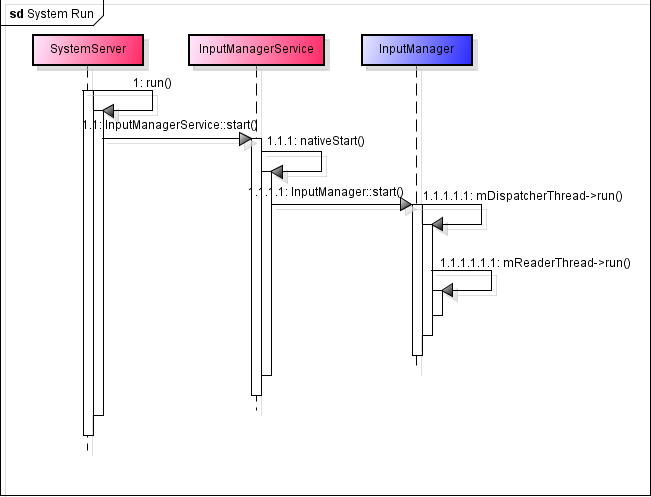 sd System Run
SystemServer
InputManagerService
InputManager
1: run()
1.1: InputManagerService::start()
1.1.1: nativeStart()
1.1.1.1: InputManager::start()
1.1.1.1.1: mDispatcherThread->run()
1.1.1.1.1.1: mReaderThread->run()